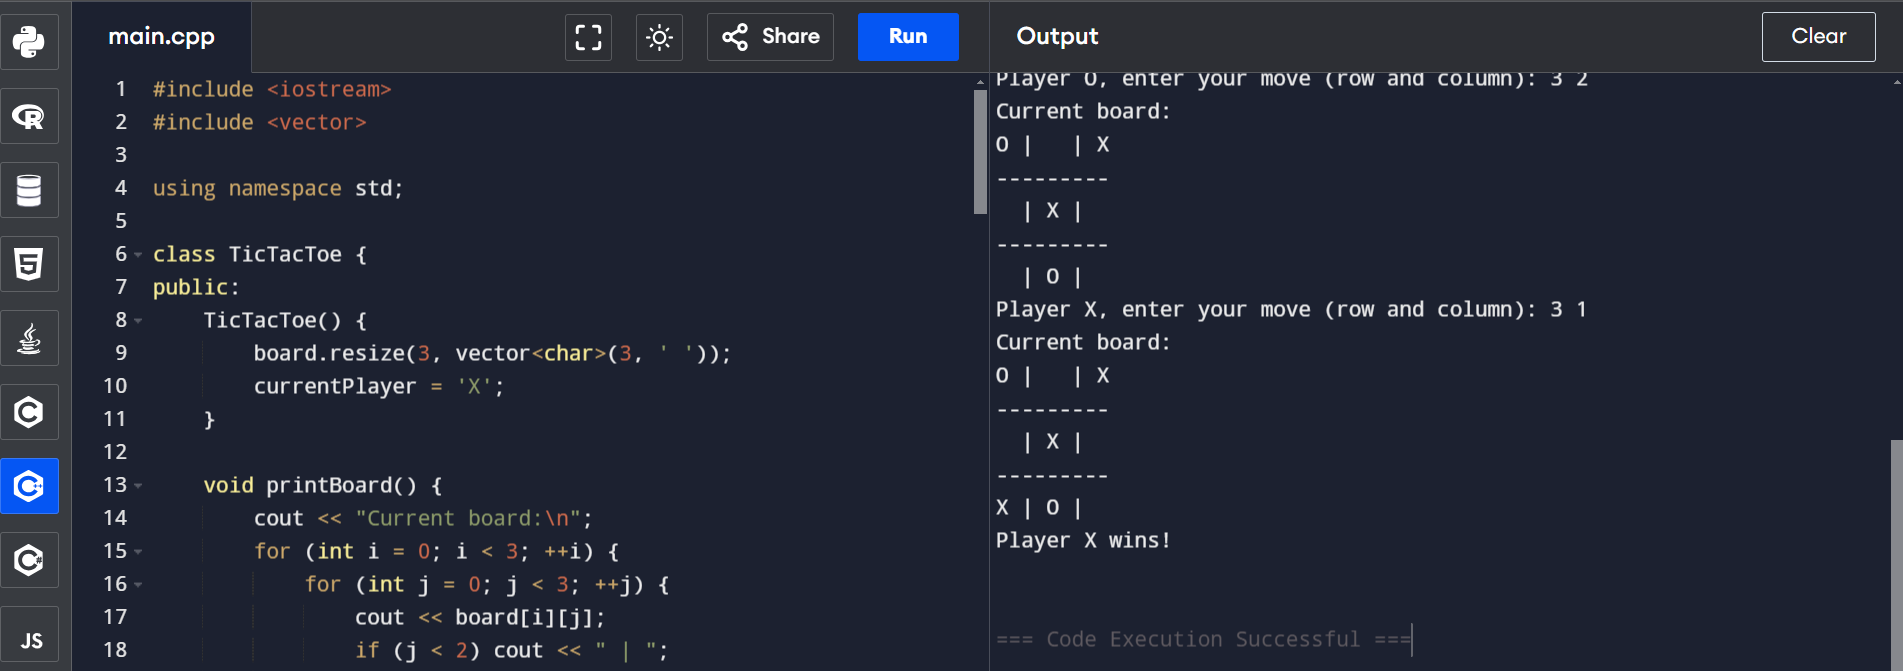 main.cpp
Share
Run
1 #include <iostream>
2 #include <vector>
3
4 using namespace std;
5
6 class TicTacToe {
7 public:
8     TicTacToe() {
9         board.resize(3, vector<char>(3, ' '));
10         currentPlayer = 'X';
11     }
12
13     void printBoard() {
14         cout << "Current board:\n";
15         for (int i = 0; i < 3; ++i) {
16             for (int j = 0; j < 3; ++j) {
17                 cout << board[i][j];
18                 if (j < 2) cout << " | ";
Output
Clear
Player O, enter your move (row and column): 3 2
Current board:
O |   | X
---------
  | X |
---------
  | O |
Player X, enter your move (row and column): 3 1
Current board:
O |   | X
---------
  | X |
---------
X | O |
Player X wins!
=== Code Execution Successful ===
R
5
C
C++
C#
JS